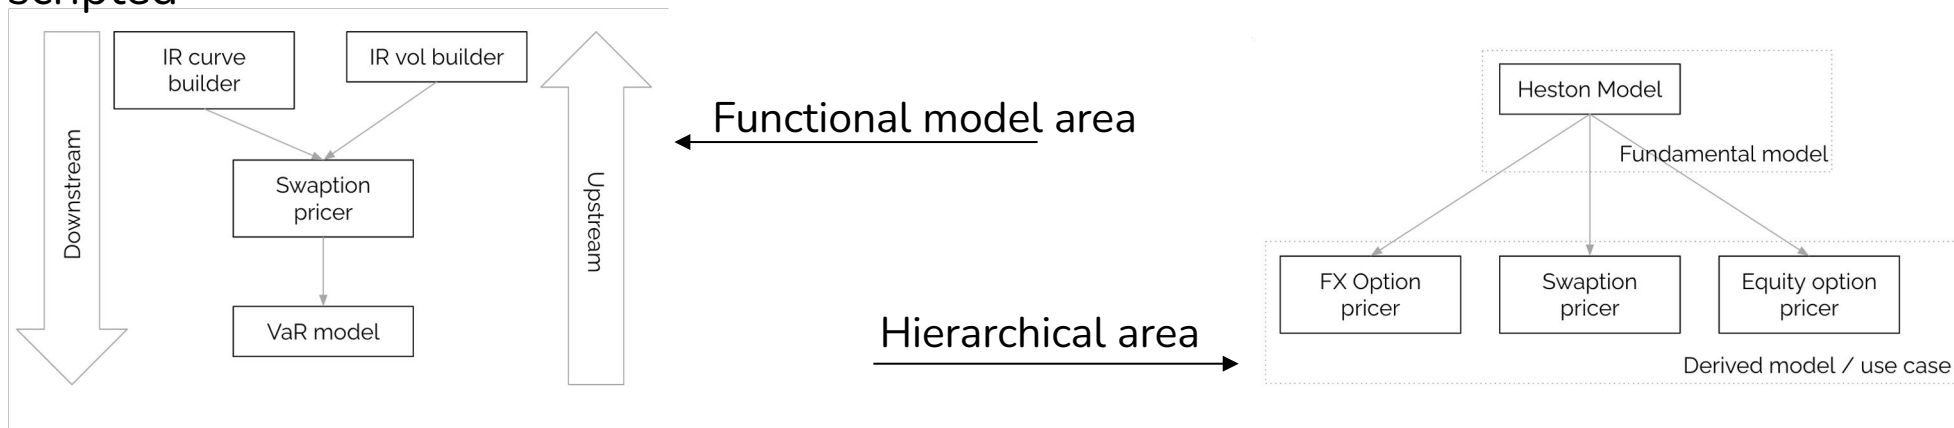 scripted
IR curve
builder
IR vol builder
Downstream
Upstream
Swaption
pricer
VaR model
Functional model area
Hierarchical area
Heston Model
Fundamental model
FX Option
pricer
Swaption
pricer
Equity option
pricer
Derived model / use case